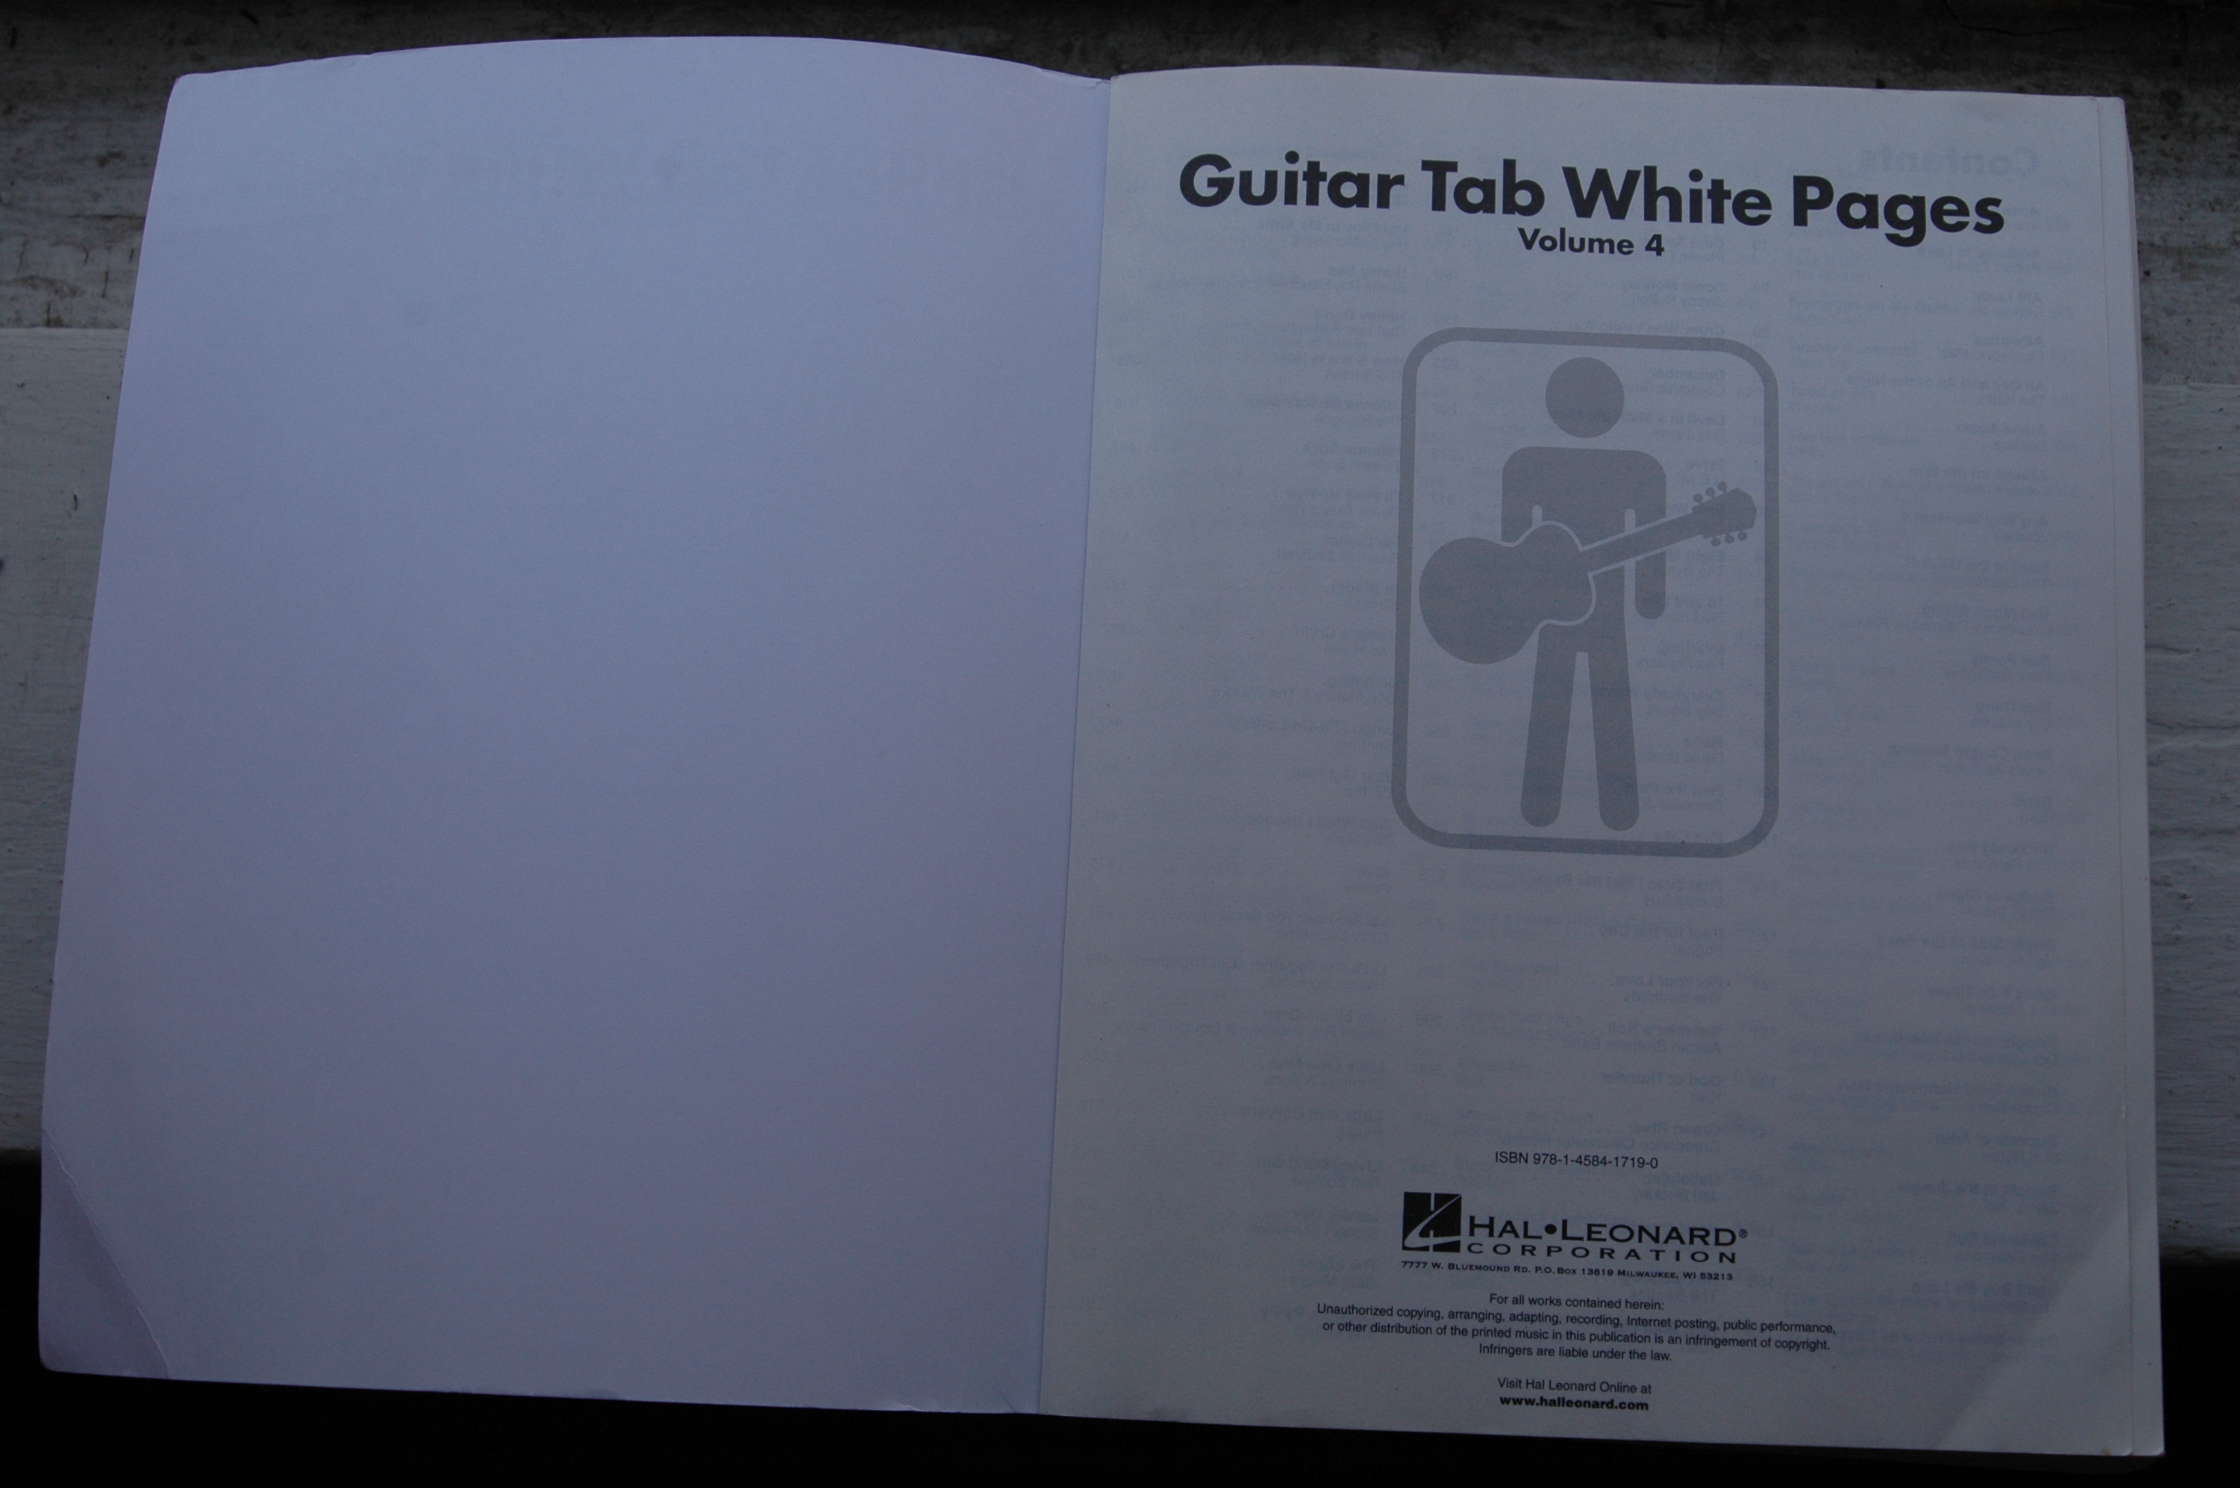 Guitar Tab White Pages
Volume 4
ISBN 978-1-4584-1719-0
HAL•LEONARD®
CORPORATION
7777 W. BLUEMOUND RD. P.O. BOX 13819 MILWAUKEE, WI 53213
For all works contained herein:
Unauthorized copying, arranging, adapting, recording, Internet posting, public performance,
or other distribution of the printed music in this publication is an infringement of copyright.
Infringers are liable under the law.
Visit Hal Leonard Online at
www.halleonard.com